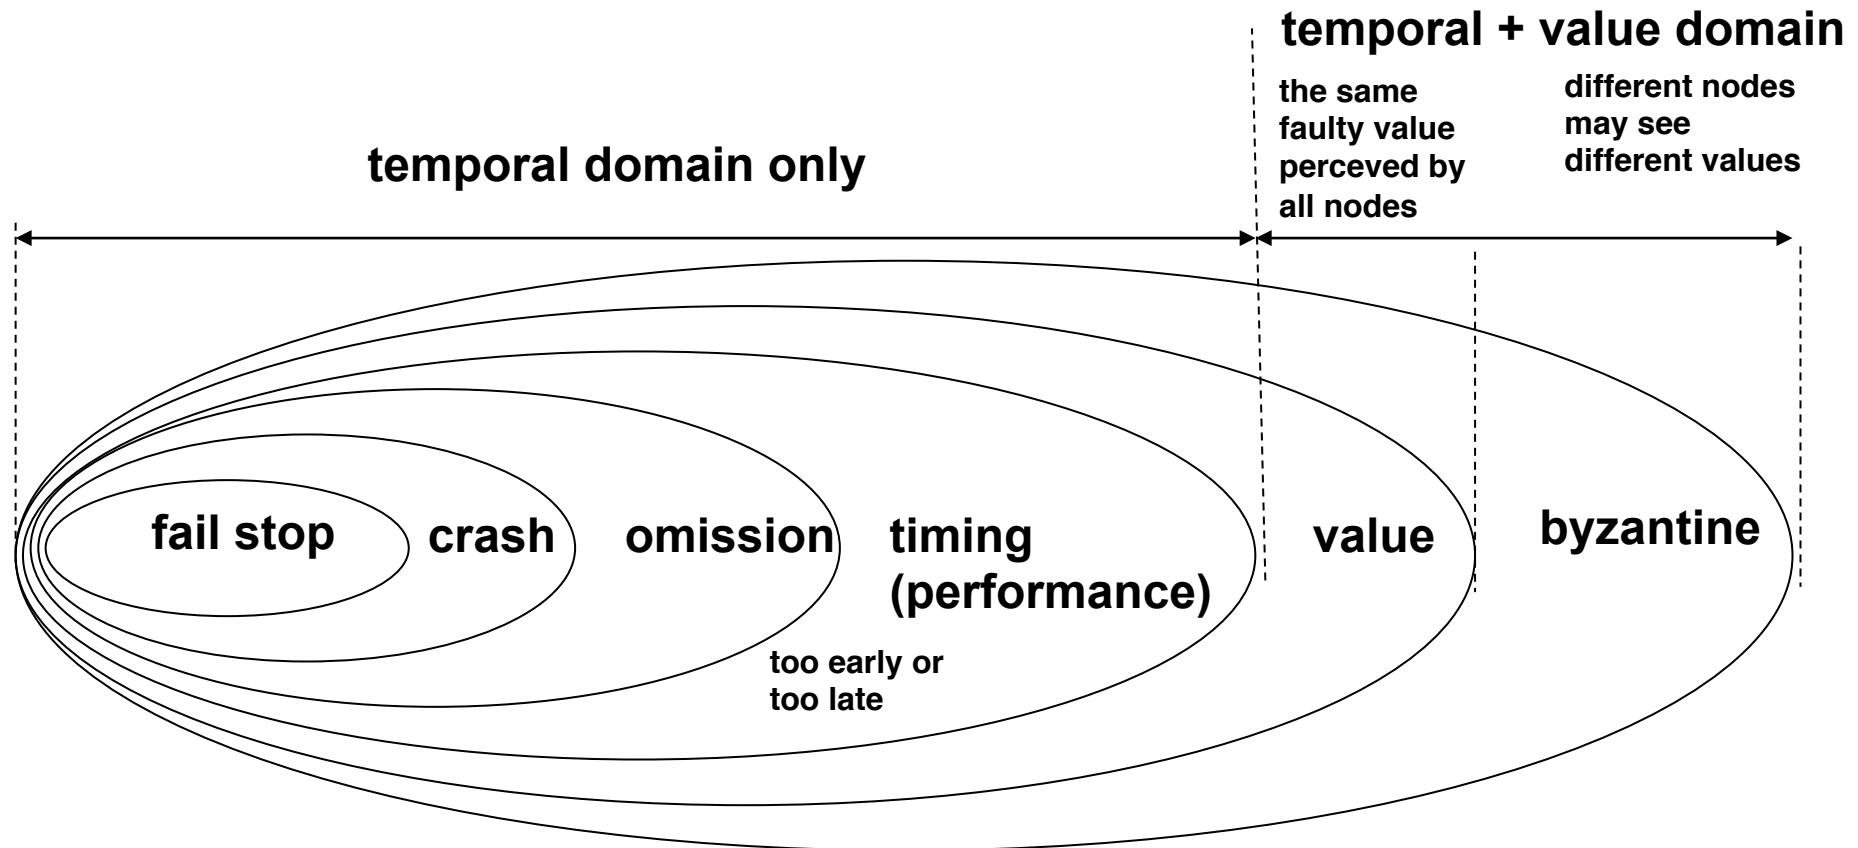 temporal + value domain
the same
faulty value
perceved by
all nodes
different nodes
may see
different values
temporal domain only
fail stop
crash
omission
timing
(performance)
too early or
too late
value
byzantine